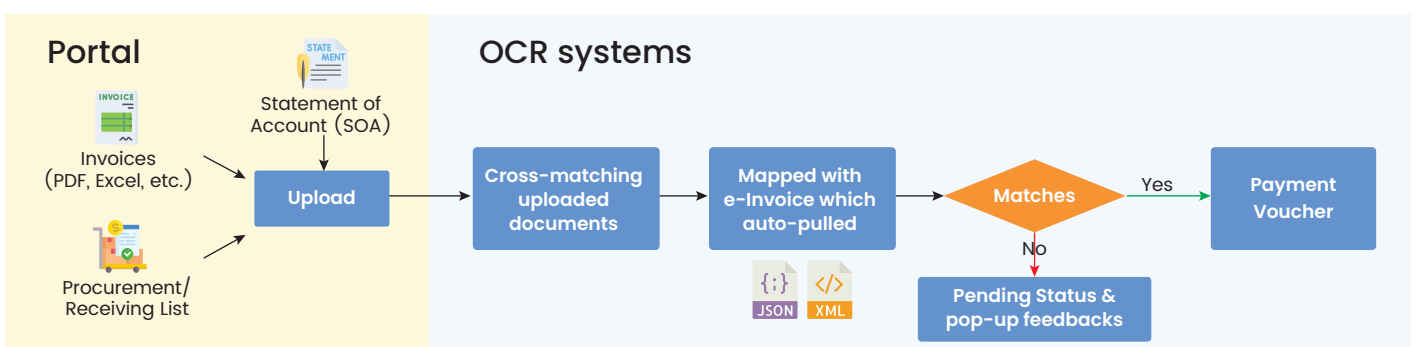 Portal
STATE
MENT
Statement of
Account (SOA)
INVOICE
Invoices
(PDF, Excel, etc.)
Upload
Procurement/
Receiving List
OCR systems
Cross-matching
uploaded
documents
Mapped with
e-Invoice which
auto-pulled
{;}
JSON
</>
XML
Matches
Yes
No
Payment
Voucher
Pending Status &
pop-up feedbacks